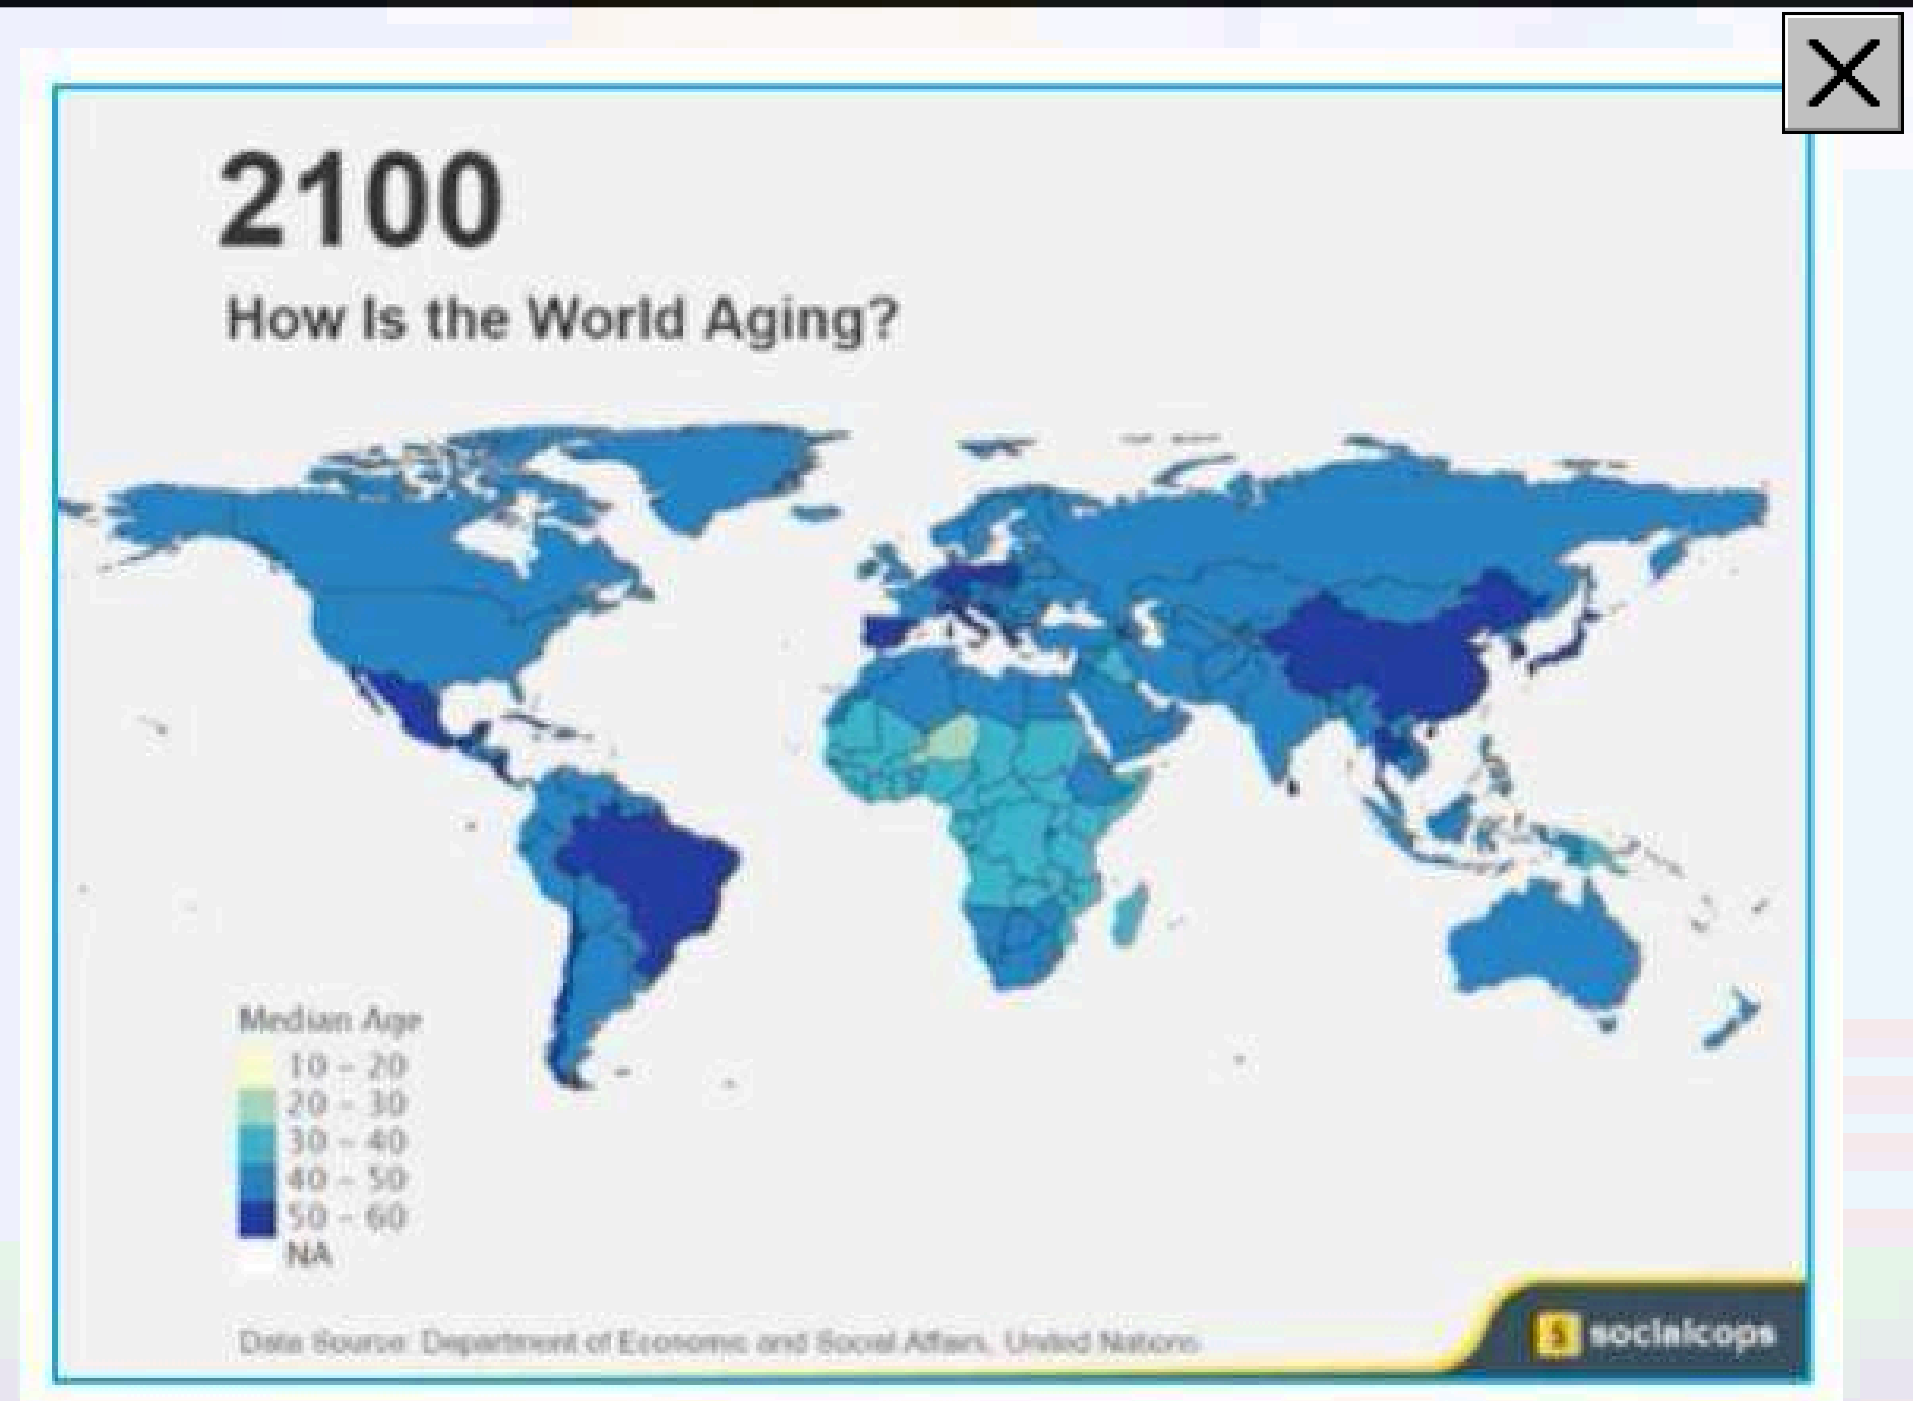 2100
How Is the World Aging?
Median Age
10 - 20
20 - 30
30 - 40
40 - 50
50 - 60
NA
Data Source: Department of Economic and Social Affairs, United Nations
S socialcops